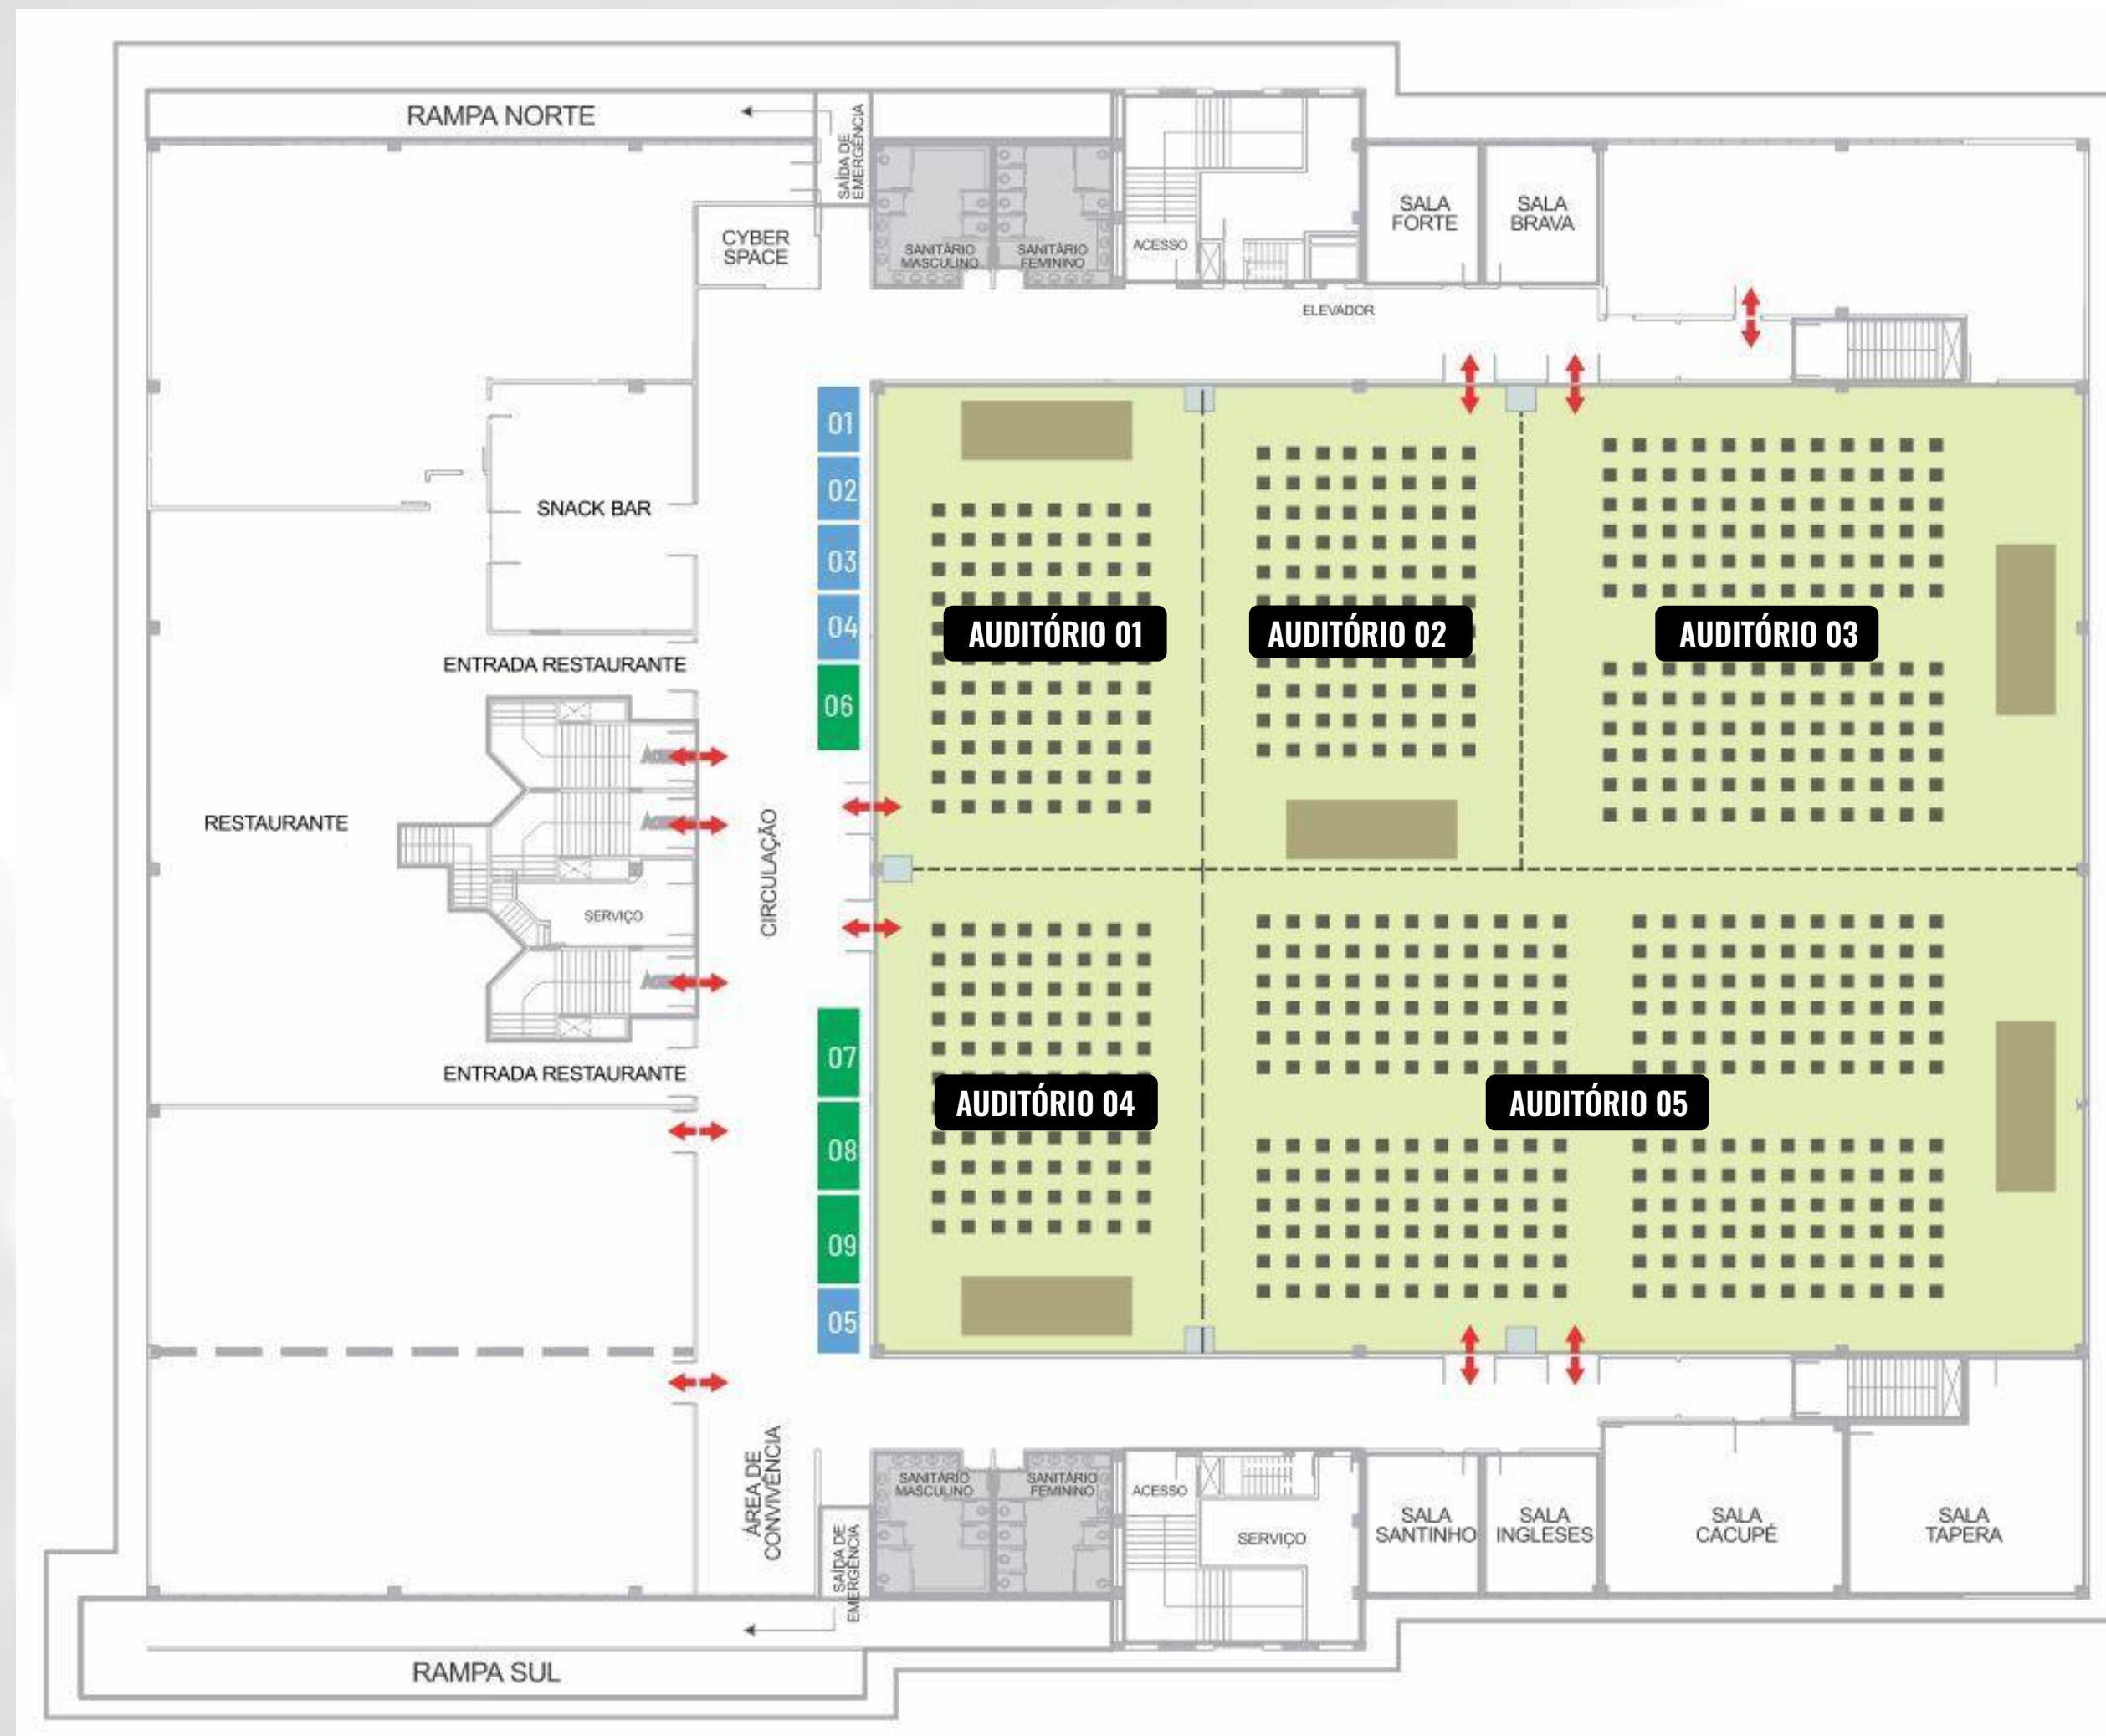 RAMPA NORTE
SAÍDA DE
EMERGÊNCIA
CYBER
SPACE
SANITÁRIO
MASCULINO
SANITÁRIO
FEMININO
ACESSO
SALA
FORTE
SALA
BRAVA
ELEVADOR
01
02
03
04
06
SNACK BAR
AUDITÓRIO 01
AUDITÓRIO 02
AUDITÓRIO 03
ENTRADA RESTAURANTE
RESTAURANTE
CIRCULAÇÃO
SERVIÇO
ENTRADA RESTAURANTE
07
08
09
05
AUDITÓRIO 04
AUDITÓRIO 05
ÁREA DE
CONVIVÊNCIA
SAÍDA DE
EMERGÊNCIA
SANITÁRIO
MASCULINO
SANITÁRIO
FEMININO
ACESSO
SERVIÇO
SALA
SANTINHO
SALA
INGLESES
SALA
CACUPÉ
SALA
TAPERA
RAMPA SUL